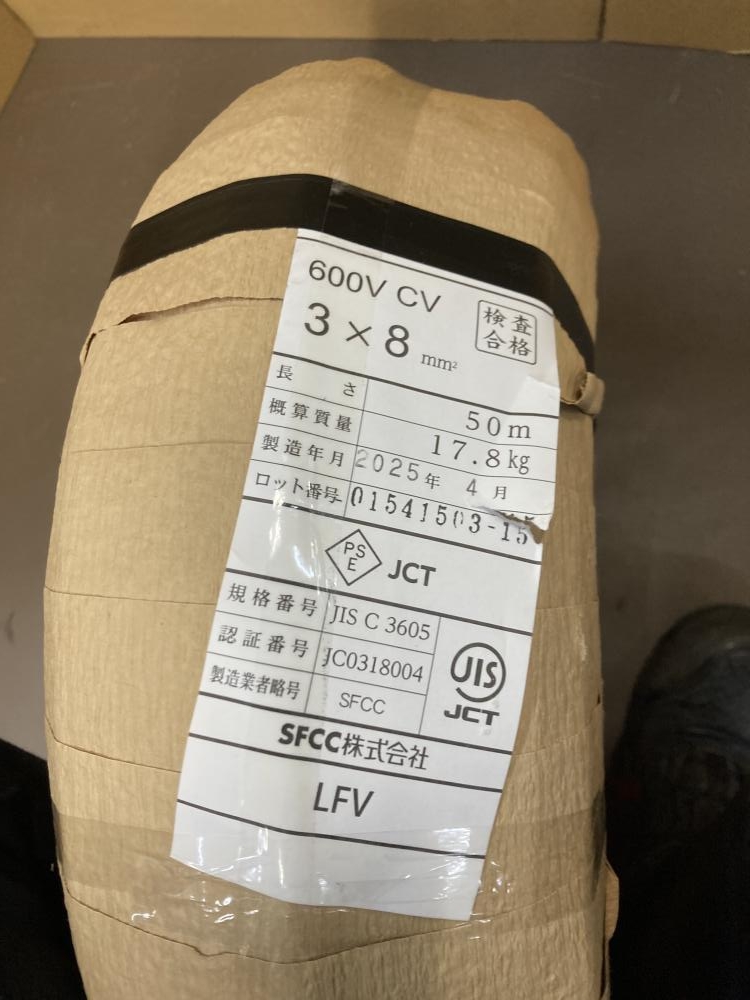 600V CV
3×8 mm²
検査
合格
長さ 50m
概算質量 17.8kg
製造年月 2025年 4月
ロット番号 01541503-15
PS
E
JCT
規格番号 JIS C 3605
認証番号 JC0318004
製造業者略号 SFCC
JIS
JCT
SFCC株式会社
LFV